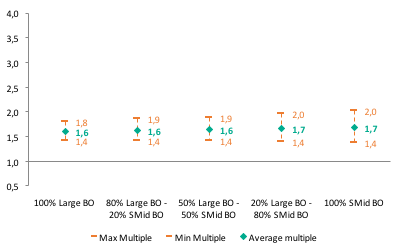 4,0
3,5
3,0
2,5
2,0
1,5
1,0
0,5
1,8
1,6
1,4
1,9
1,6
1,4
1,9
1,6
1,4
2,0
1,7
1,4
2,0
1,7
1,4
100% Large BO
80% Large BO -
20% SMid BO
50% Large BO -
50% SMid BO
20% Large BO -
80% SMid BO
100% SMid BO
Max Multiple
Min Multiple
Average multiple